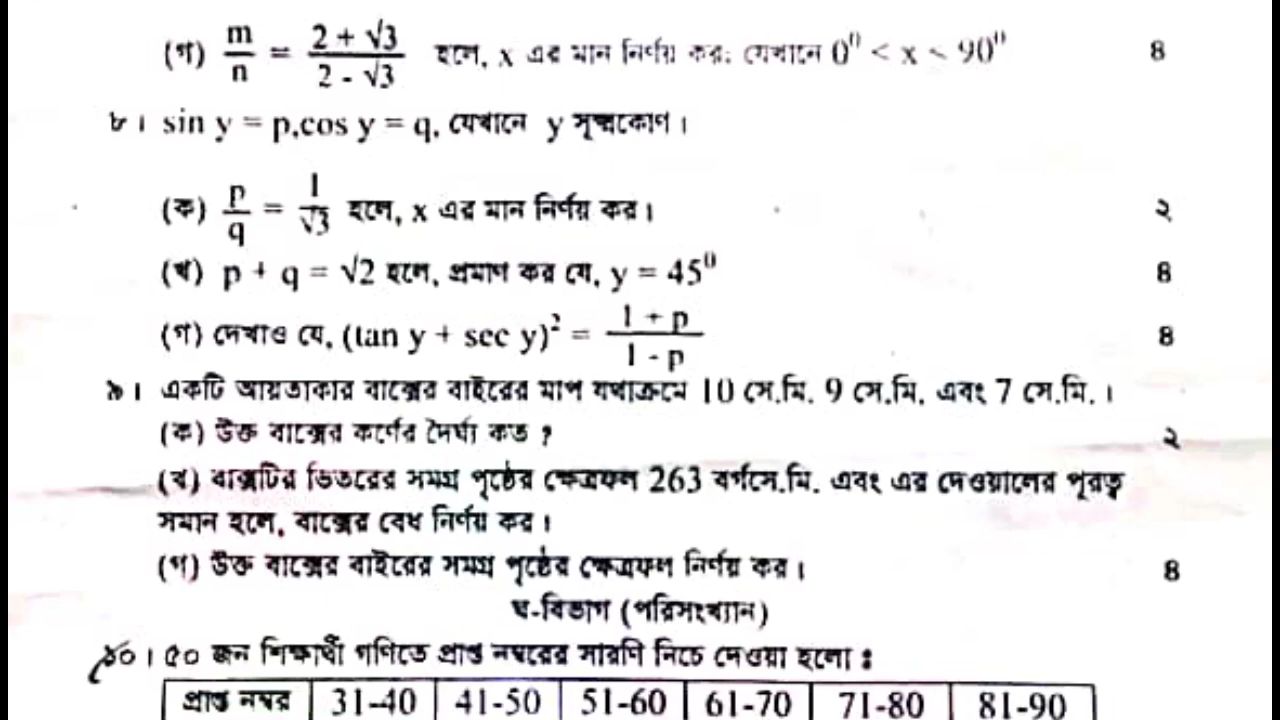 (গ) m/n = (2 + √3)/(2 - √3) হলে, x এর মান নির্ণয় কর: যেখানে 0⁰ < x < 90⁰ 8
৮। sin y = p,cos y = q, যেখানে y সূক্ষ্মকোণ।
(ক) p/q = 1/√3 হলে, x এর মান নির্ণয় কর। ২
(খ) p + q = √2 হলে, প্রমাণ কর যে, y = 45⁰ 8
(গ) দেখাও যে, (tan y + sec y)² = (1 + p)/(1 - p) 8
৯। একটি আয়তাকার বাক্সের বাইরের মাপ যথাক্রমে 10 সে.মি. 9 সে.মি. এবং 7 সে.মি.।
(ক) উক্ত বাক্সের কর্ণের দৈর্ঘ্য কত ? ২
(খ) বাক্সটির ভিতরের সমগ্র পৃষ্ঠের ক্ষেত্রফল 263 বর্গসে.মি. এবং এর দেওয়ালের পুরত্ব
সমান হলে, বাক্সের বেধ নির্ণয় কর।
(গ) উক্ত বাক্সের বাইরের সমগ্র পৃষ্ঠের ক্ষেত্রফল নির্ণয় কর। 8
ঘ-বিভাগ (পরিসংখ্যান)
১০। ৫০ জন শিক্ষার্থী গণিতে প্রাপ্ত নম্বরের সারণি নিচে দেওয়া হলো ঃ
প্রাপ্ত নম্বর 31-40 41-50 51-60 61-70 71-80 81-90